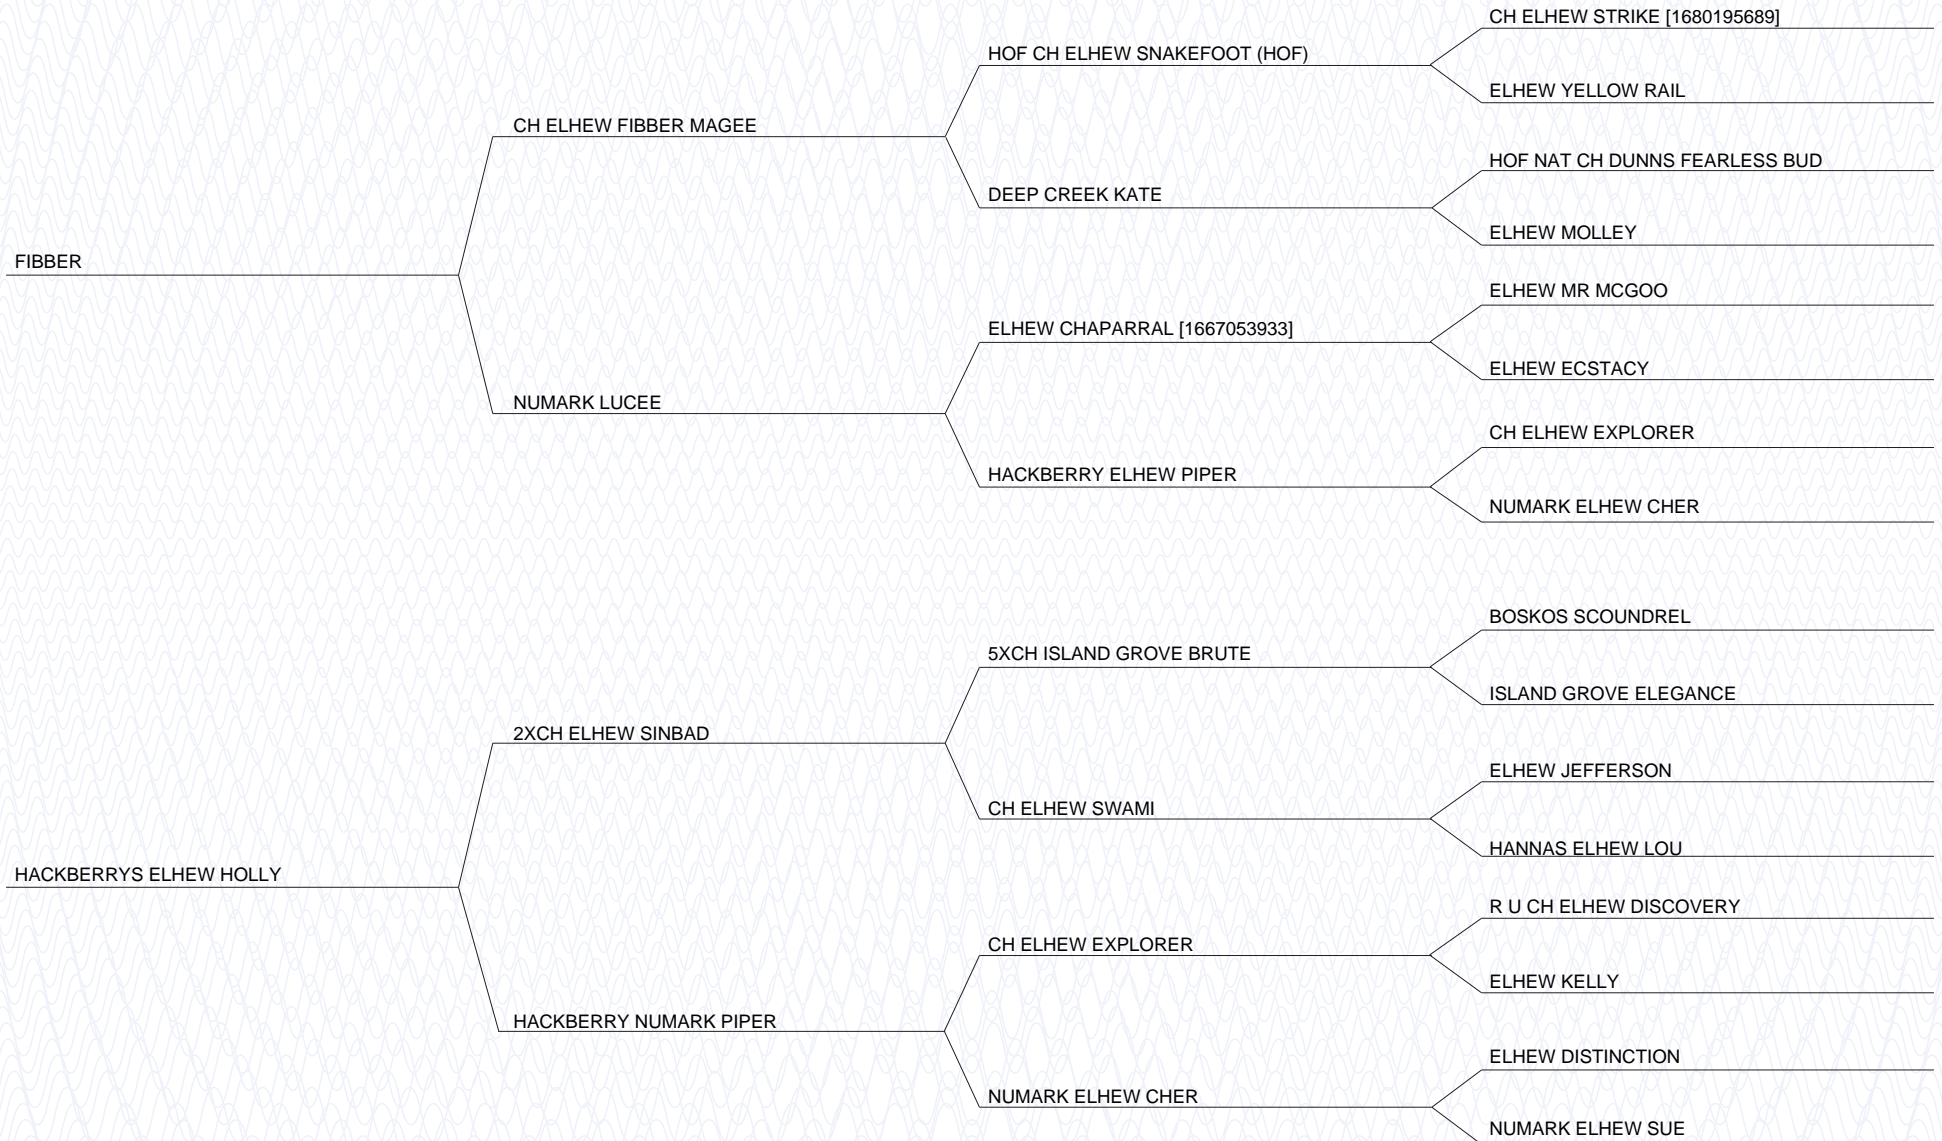 CH ELHEW STRIKE [1680195689]
HOF CH ELHEW SNAKEFOOT (HOF)
ELHEW YELLOW RAIL
CH ELHEW FIBBER MAGEE
HOF NAT CH DUNNS FEARLESS BUD
DEEP CREEK KATE
ELHEW MOLLEY
FIBBER
ELHEW MR MCGOO
ELHEW CHAPARRAL [1667053933]
ELHEW ECSTACY
NUMARK LUCEE
CH ELHEW EXPLORER
HACKBERRY ELHEW PIPER
NUMARK ELHEW CHER
BOSKOS SCOUNDREL
5XCH ISLAND GROVE BRUTE
ISLAND GROVE ELEGANCE
2XCH ELHEW SINBAD
ELHEW JEFFERSON
CH ELHEW SWAMI
HANNAS ELHEW LOU
HACKBERRYS ELHEW HOLLY
R U CH ELHEW DISCOVERY
CH ELHEW EXPLORER
ELHEW KELLY
HACKBERRY NUMARK PIPER
ELHEW DISTINCTION
NUMARK ELHEW CHER
NUMARK ELHEW SUE